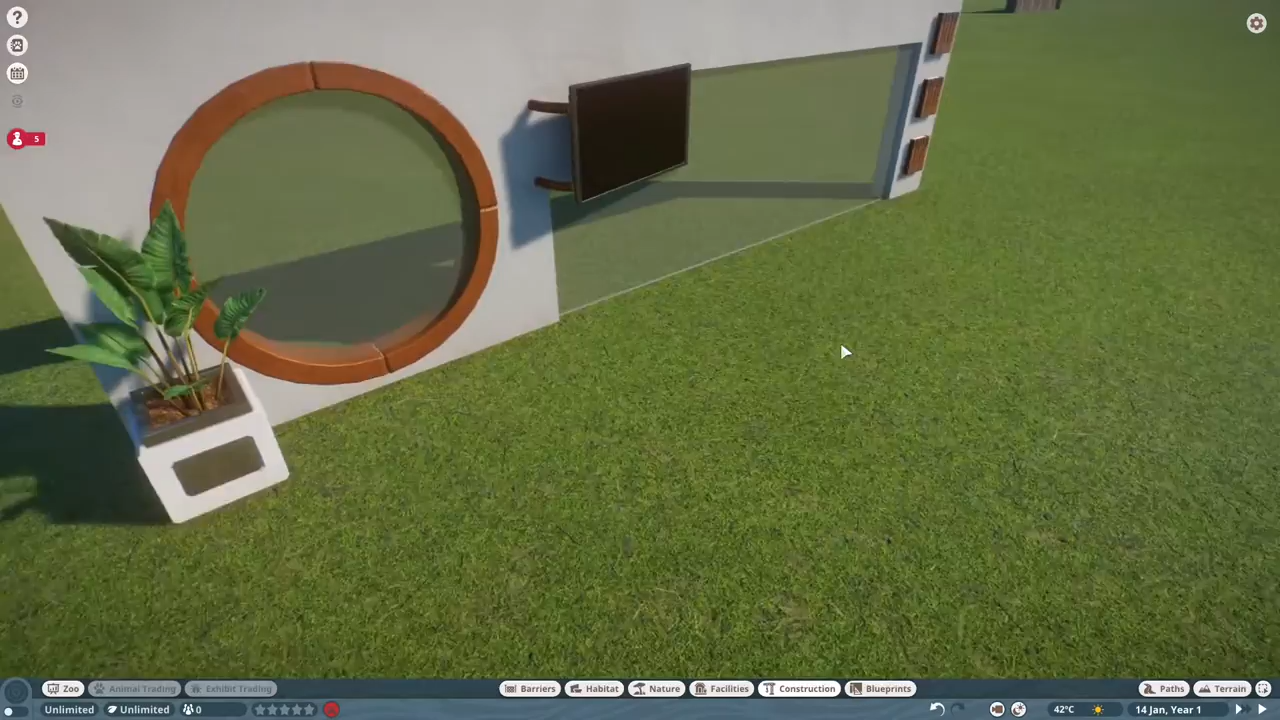 ?
5
Zoo
Animal Trading
Exhibit Trading
Barriers
Habitat
Nature
Facilities
Construction
Blueprints
Paths
Terrain
Unlimited
Unlimited
0
42°C
14 Jan, Year 1